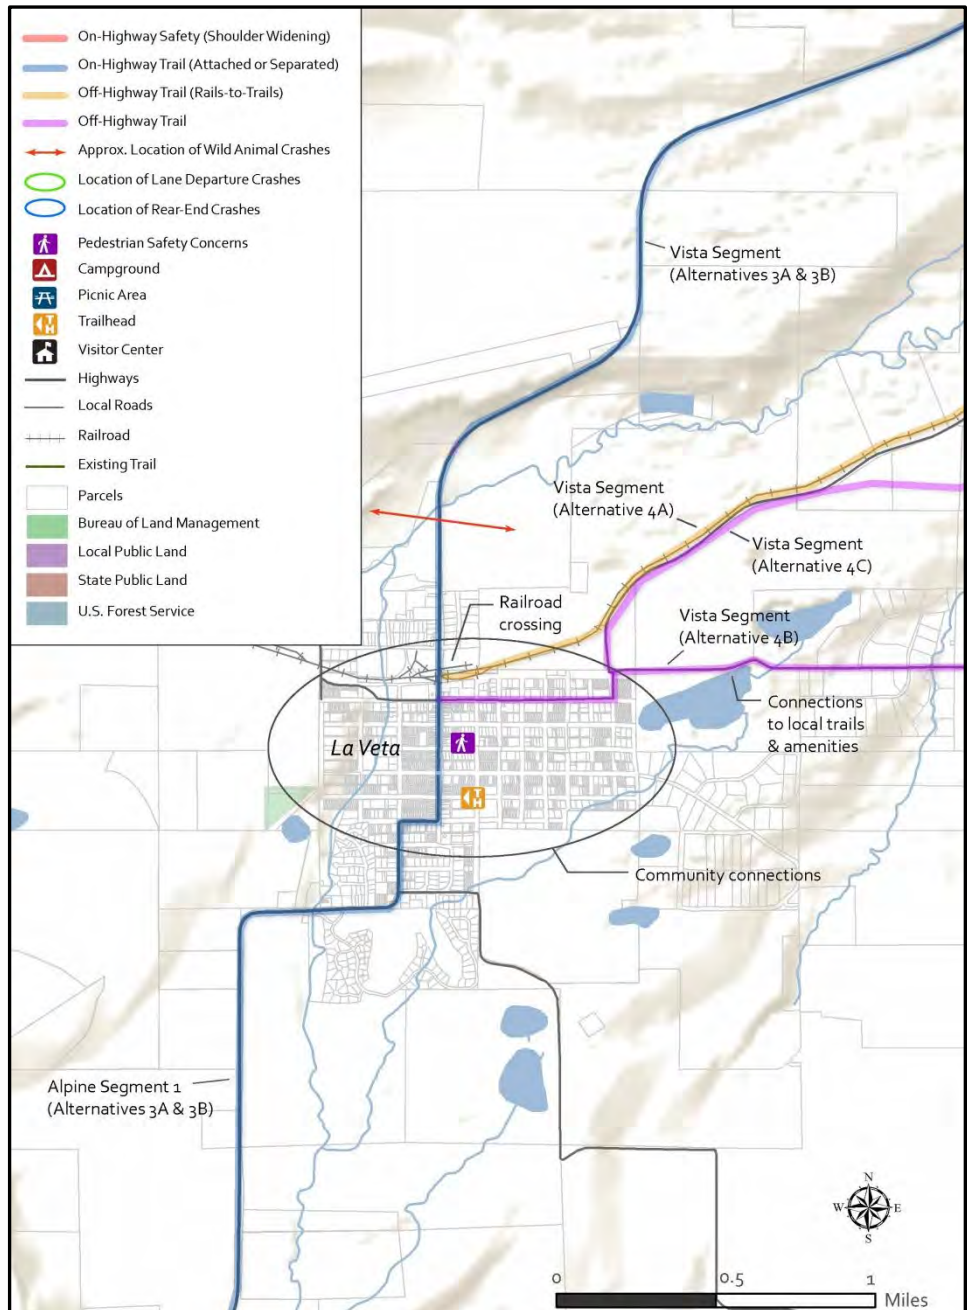 On-Highway Safety (Shoulder Widening)
On-Highway Trail (Attached or Separated)
Off-Highway Trail (Rails-to-Trails)
Off-Highway Trail
Approx. Location of Wild Animal Crashes
Location of Lane Departure Crashes
Location of Rear-End Crashes
Pedestrian Safety Concerns
Campground
Picnic Area
TH
Trailhead
Visitor Center
Highways
Local Roads
Railroad
Existing Trail
Parcels
Bureau of Land Management
Local Public Land
State Public Land
U.S. Forest Service
Vista Segment
(Alternatives 3A & 3B)
Vista Segment
(Alternative 4A)
Vista Segment
(Alternative 4C)
Railroad
crossing
Vista Segment
(Alternative 4B)
Connections
to local trails
& amenities
La Veta
TH
Community connections
Alpine Segment 1
(Alternatives 3A & 3B)
N
W E
S
0 0.5 1
Miles